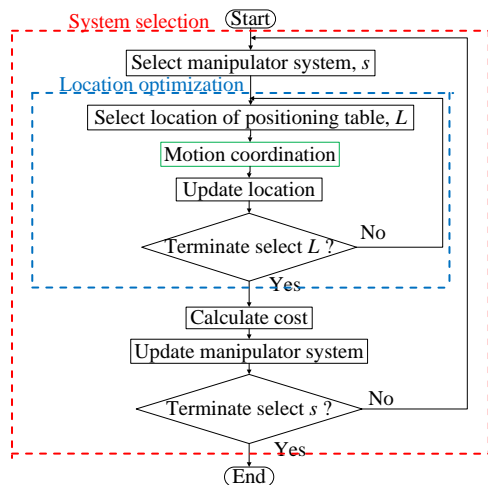 Start
System selection
Select manipulator system, s
Location optimization
Select location of positioning table, L
Motion coordination
Update location
Terminate select L ?
No
Yes
Calculate cost
Update manipulator system
Terminate select s ?
No
Yes
End